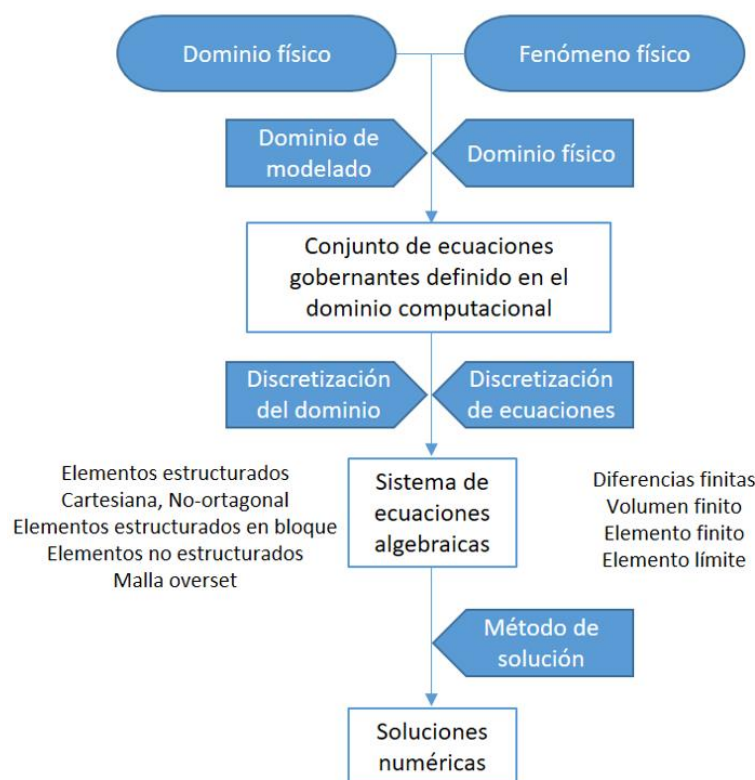 Dominio físico
Fenómeno físico
Dominio de
modelado
Dominio físico
Conjunto de ecuaciones
gobernantes definido en el
dominio computacional
Discretización
del dominio
Discretización
de ecuaciones
Elementos estructurados
Cartesiana, No-ortagonal
Elementos estructurados en bloque
Elementos no estructurados
Malla overset
Sistema de
ecuaciones
algebraicas
Diferencias finitas
Volumen finito
Elemento finito
Elemento límite
Método de
solución
Soluciones
numéricas